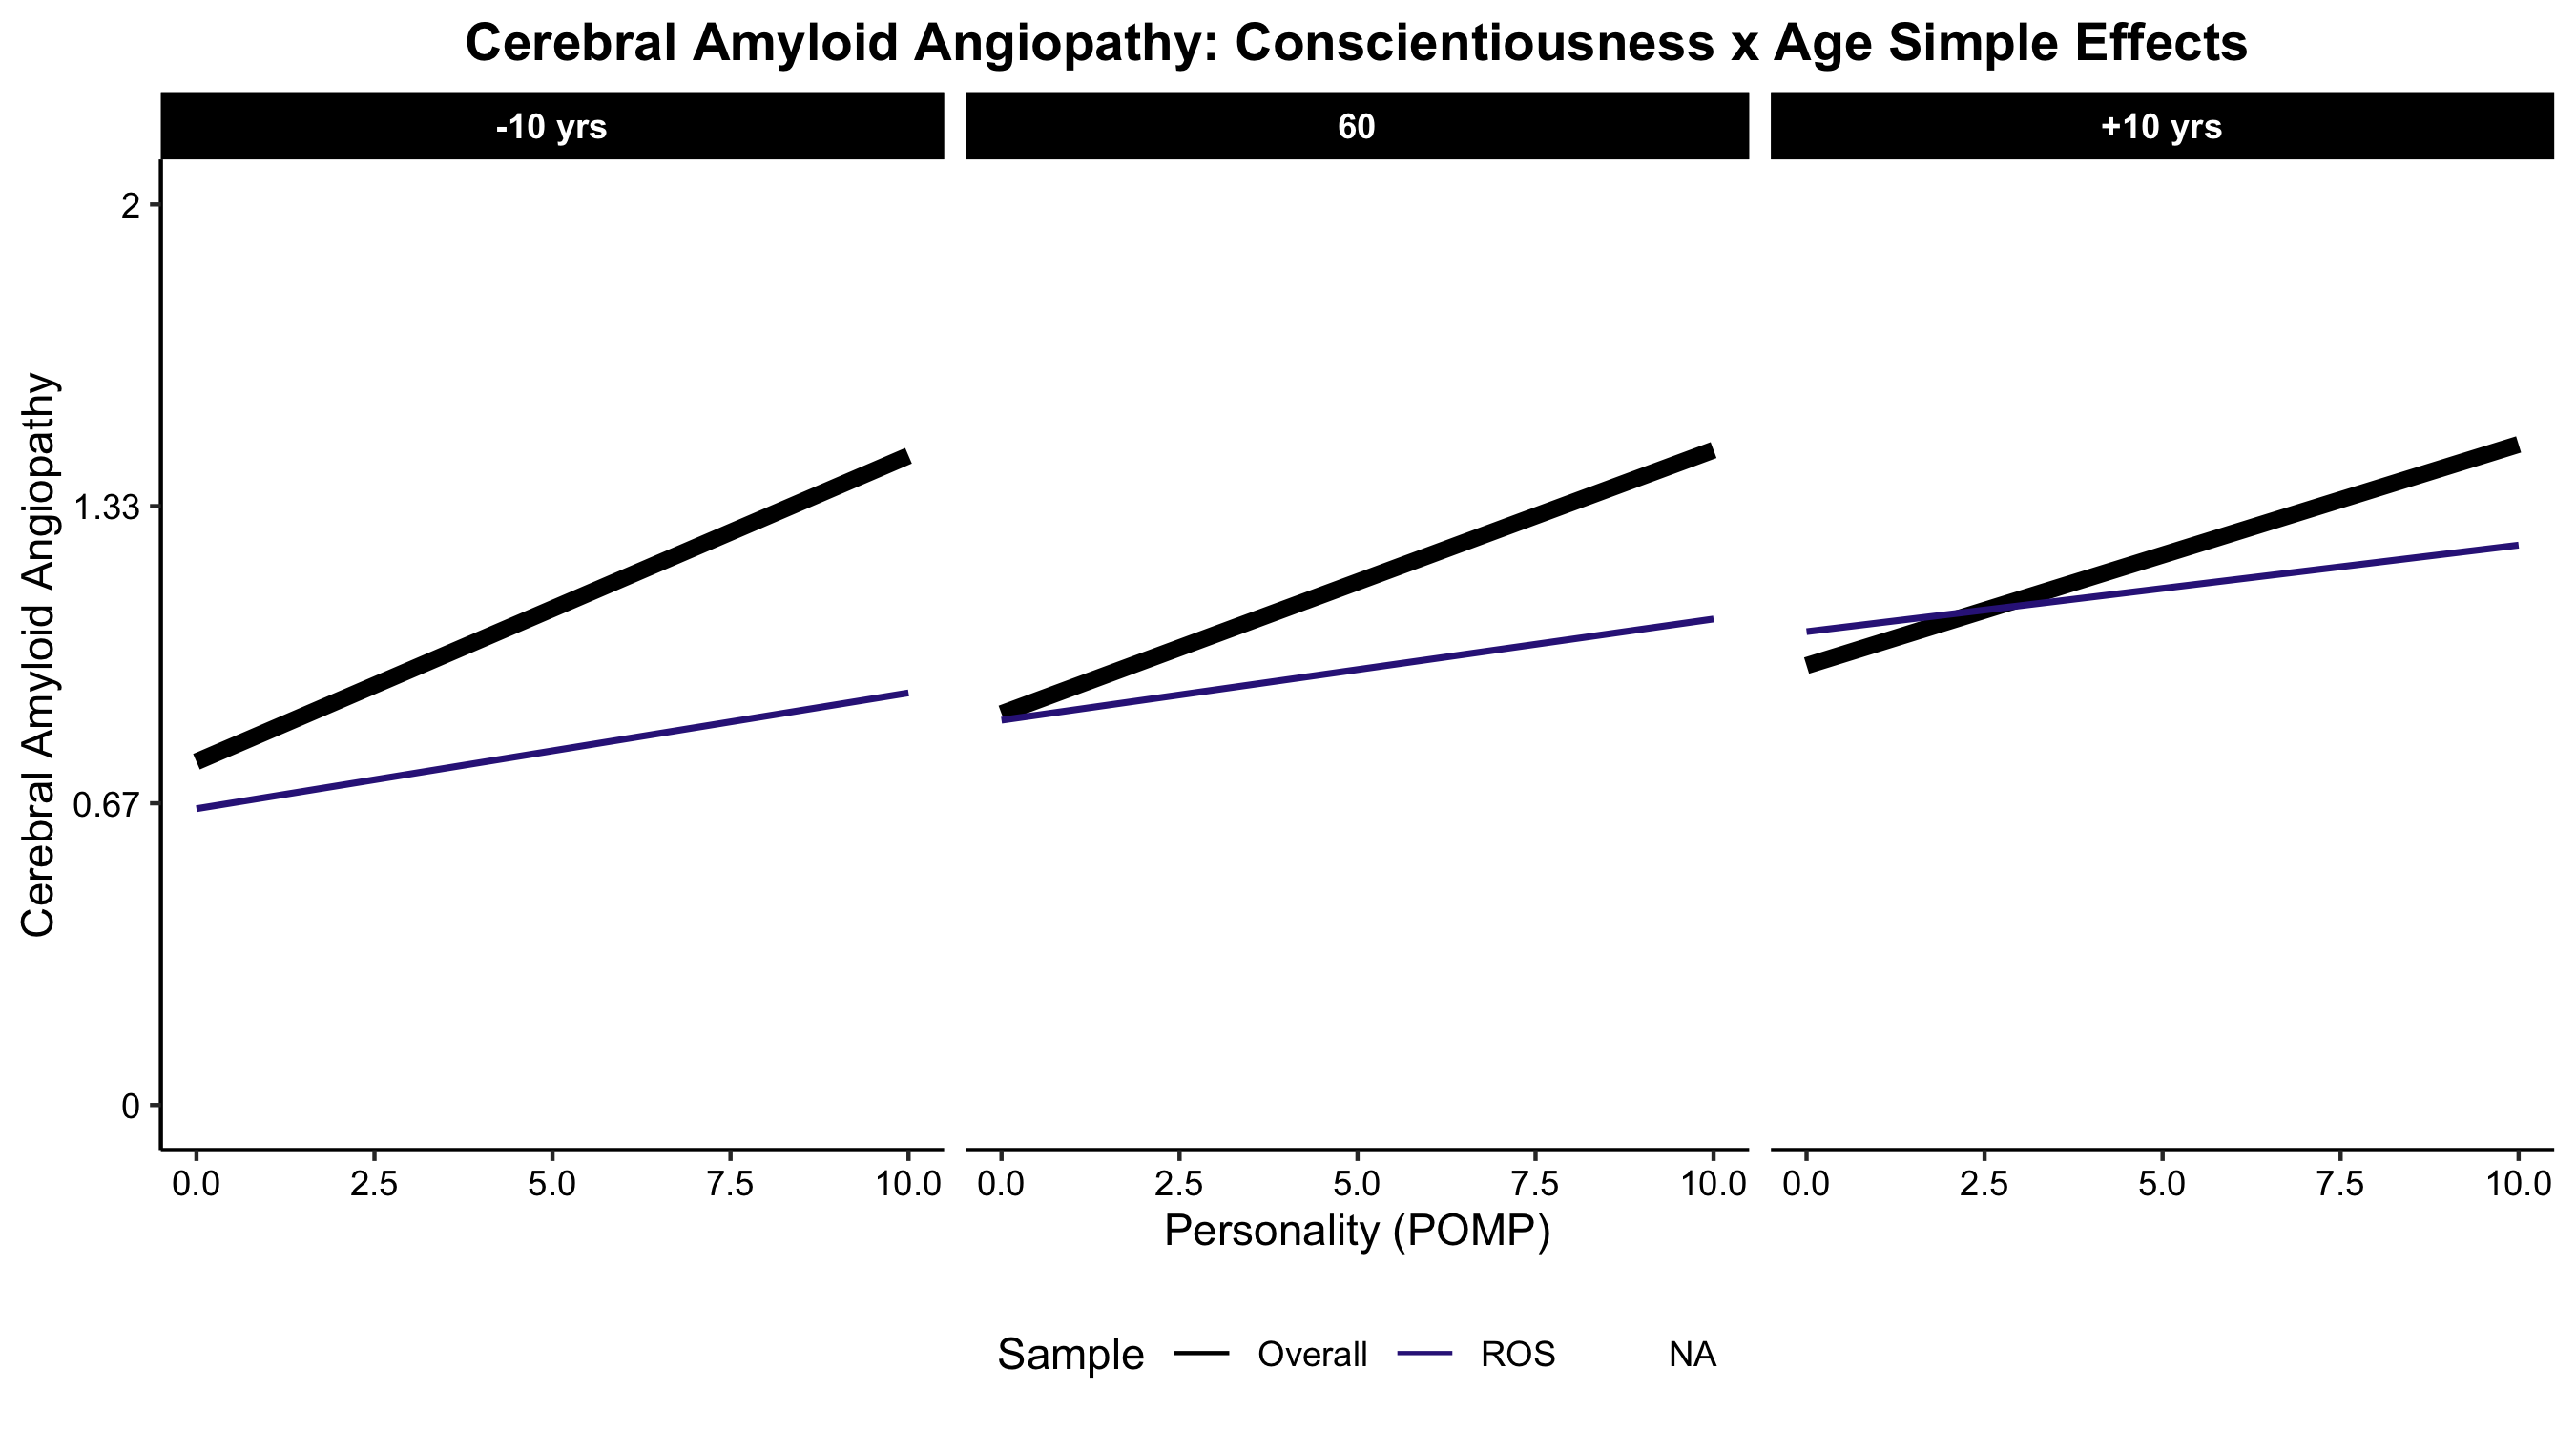 Cerebral Amyloid Angiopathy: Conscientiousness x Age Simple Effects
-10 yrs 60 +10 yrs
Cerebral Amyloid Angiopathy
2
1.33
0.67
0
0.0 2.5 5.0 7.5 10.0 0.0 2.5 5.0 7.5 10.0 0.0 2.5 5.0 7.5 10.0
Personality (POMP)
Sample Overall ROS NA